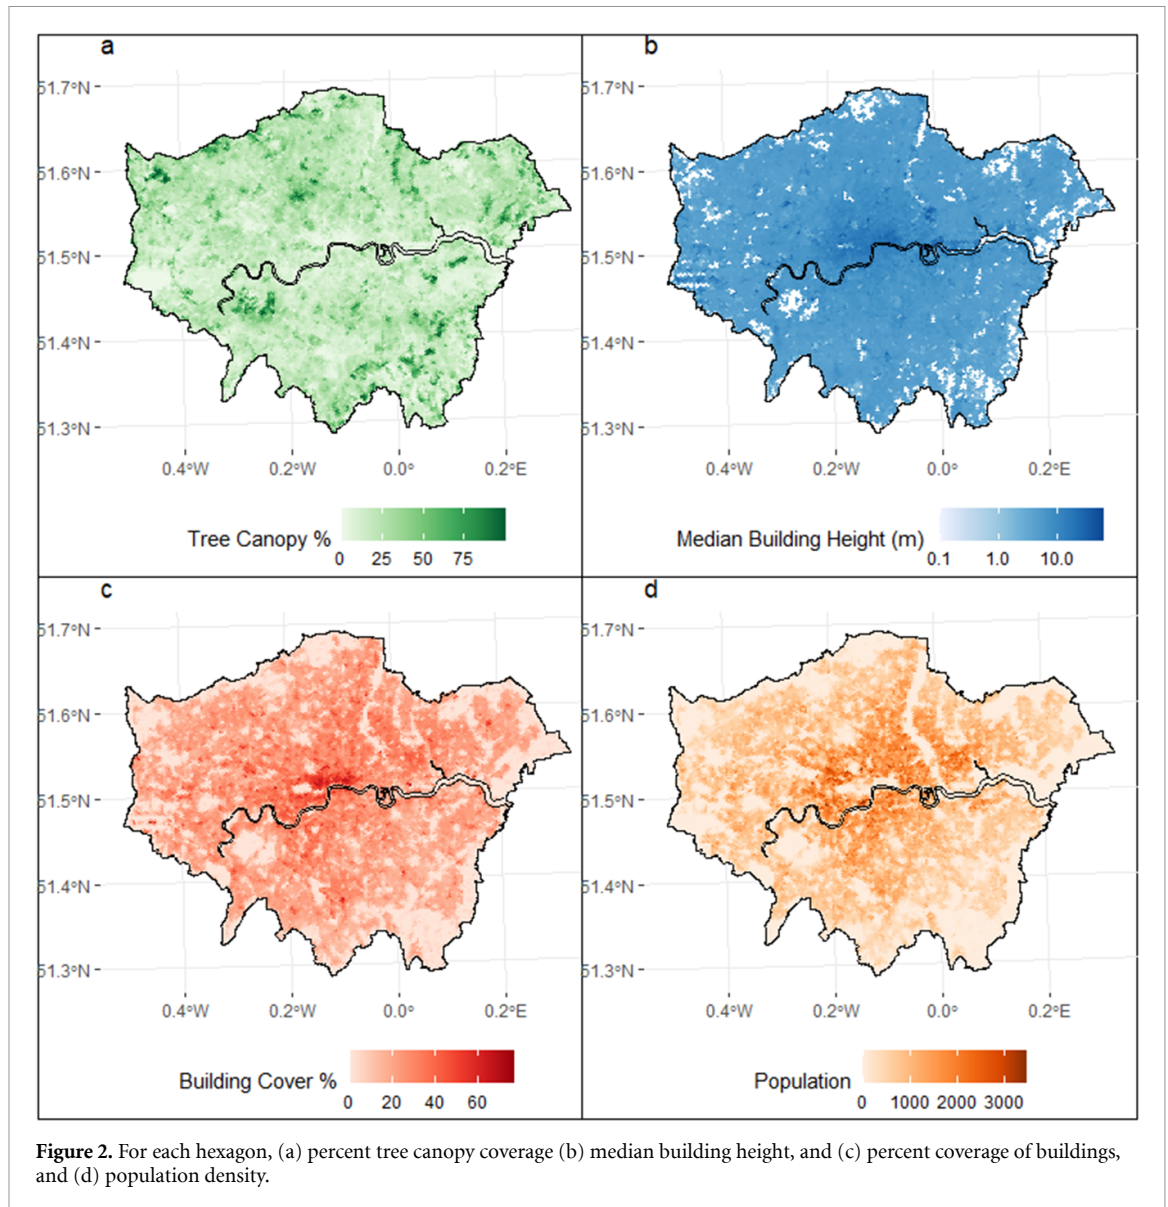 a
51.7°N
51.6°N
51.5°N
51.4°N
51.3°N
0.4°W 0.2°W 0.0° 0.2°E
Tree Canopy %
0 25 50 75
b
51.7°N
51.6°N
51.5°N
51.4°N
51.3°N
0.4°W 0.2°W 0.0° 0.2°E
Median Building Height (m)
0.1 1.0 10.0
c
51.7°N
51.6°N
51.5°N
51.4°N
51.3°N
0.4°W 0.2°W 0.0° 0.2°E
Building Cover %
0 20 40 60
d
51.7°N
51.6°N
51.5°N
51.4°N
51.3°N
0.4°W 0.2°W 0.0° 0.2°E
Population
0 1000 2000 3000
Figure 2. For each hexagon, (a) percent tree canopy coverage (b) median building height, and (c) percent coverage of buildings,
and (d) population density.